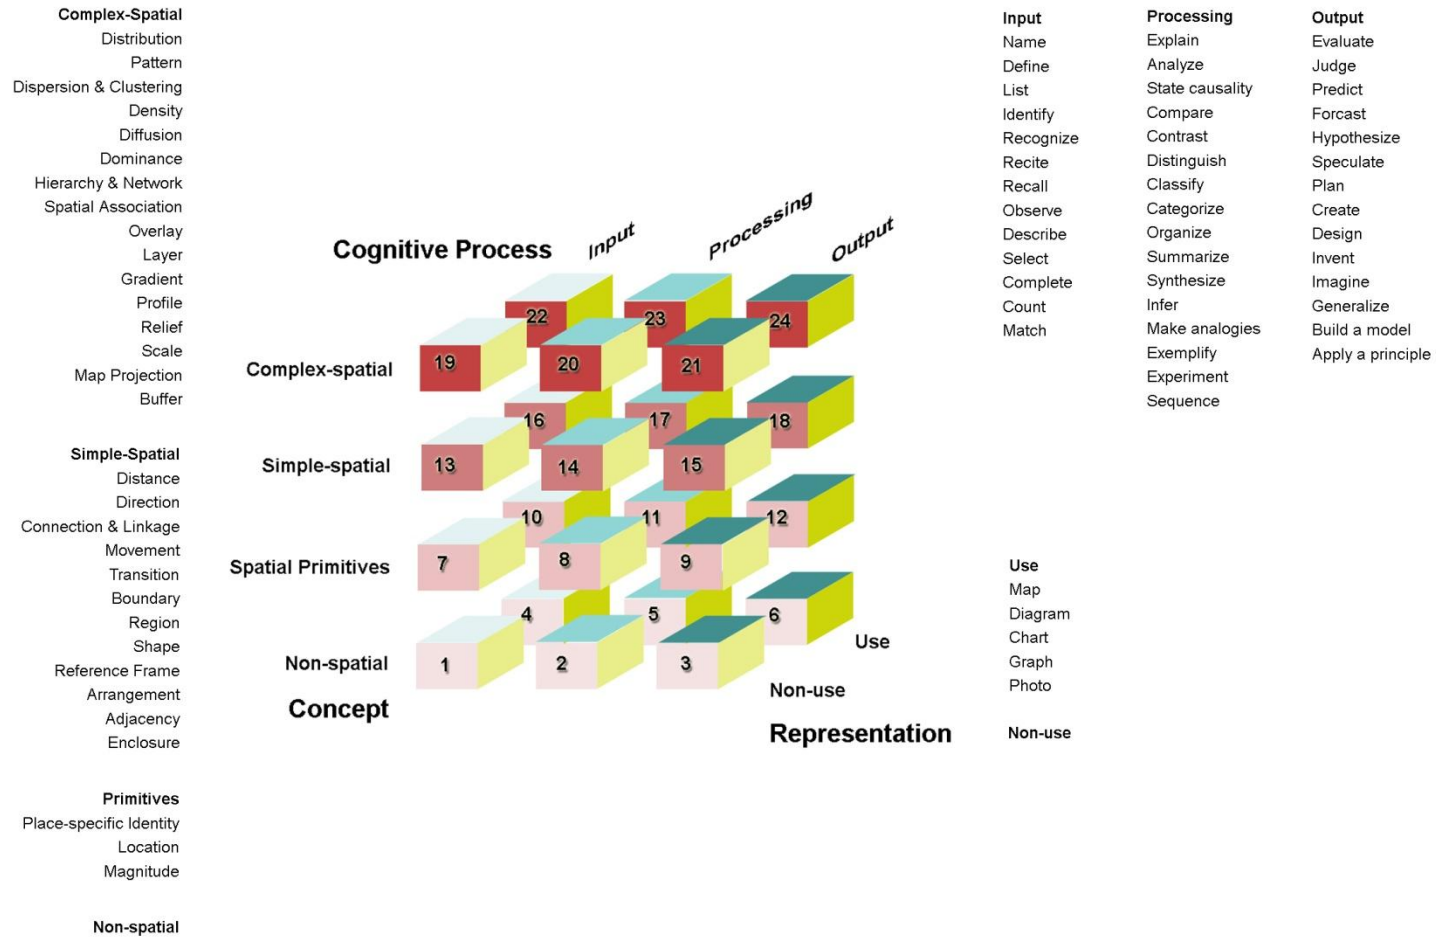 Complex-Spatial
Distribution
Pattern
Dispersion & Clustering
Density
Diffusion
Dominance
Hierarchy & Network
Spatial Association
Overlay
Layer
Gradient
Profile
Relief
Scale
Map Projection
Buffer
Simple-Spatial
Distance
Direction
Connection & Linkage
Movement
Transition
Boundary
Region
Shape
Reference Frame
Arrangement
Adjacency
Enclosure
Primitives
Place-specific Identity
Location
Magnitude
Non-spatial
Cognitive Process
Input
Processing
Output
22
23
24
Complex-spatial
19
20
21
16
17
18
Simple-spatial
13
14
15
10
11
12
Spatial Primitives
7
8
9
4
5
6
Use
Non-spatial
1
2
3
Non-use
Concept
Representation
Input
Name
Define
List
Identify
Recognize
Recite
Recall
Observe
Describe
Select
Complete
Count
Match
Processing
Explain
Analyze
State causality
Compare
Contrast
Distinguish
Classify
Categorize
Organize
Summarize
Synthesize
Infer
Make analogies
Exemplify
Experiment
Sequence
Output
Evaluate
Judge
Predict
Forcast
Hypothesize
Speculate
Plan
Create
Design
Invent
Imagine
Generalize
Build a model
Apply a principle
Use
Map
Diagram
Chart
Graph
Photo
Non-use